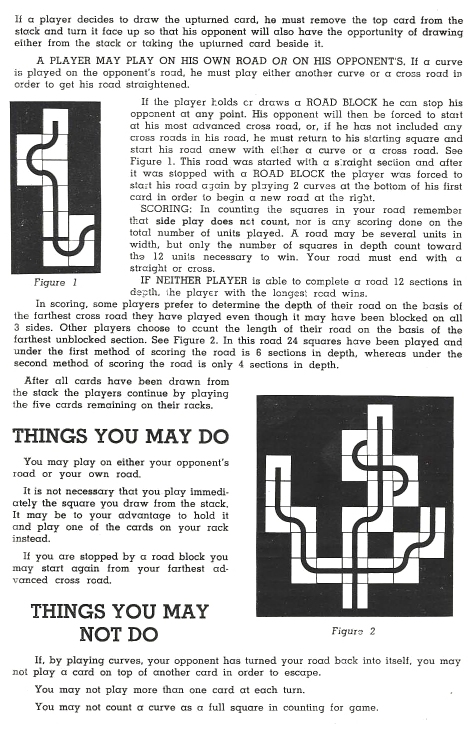 If a player decides to draw the upturned card, he must remove the top card from the
stack and turn it face up so that his opponent will also have the opportunity of drawing
either from the stack or taking the upturned card beside it.
A PLAYER MAY PLAY ON HIS OWN ROAD OR ON HIS OPPONENT'S. If a curve
is played on the opponent's road, he must play either another curve or a cross road in
order to get his road straightened.
If the player holds or draws a ROAD BLOCK he can stop his
opponent at any point. His opponent will then be forced to start
at his most advanced cross road, or, if he has not included any
cross roads in his road, he must return to his starting square and
start his road anew with either a curve or a cross road. See
Figure 1. This road was started with a straight section and after
it was stopped with a ROAD BLOCK the player was forced to
start his road again by playing 2 curves at the bottom of his first
card in order to begin a new road at the right.
SCORING: In counting the squares in your road remember
that side play does not count, nor is any scoring done on the
total number of units played. A road may be several units in
width, but only the number of squares in depth count toward
the 12 units necessary to win. Your road must end with a
straight or cross.
IF NEITHER PLAYER is able to complete a road 12 sections in
depth, the player with the longest road wins.
Figure 1
In scoring, some players prefer to determine the depth of their road on the basis of
the farthest cross road they have played even though it may have been blocked on all
3 sides. Other players choose to count the length of their road on the basis of the
farthest unblocked section. See Figure 2. In this road 24 squares have been played and
under the first method of scoring the road is 6 sections in depth, whereas under the
second method of scoring the road is only 4 sections in depth.
After all cards have been drawn from
the stack the players continue by playing
the five cards remaining on their racks.
THINGS YOU MAY DO
You may play on either your opponent's
road or your own road.
It is not necessary that you play immedi-
ately the square you draw from the stack.
It may be to your advantage to hold it
and play one of the cards on your rack
instead.
If you are stopped by a road block you
may start again from your farthest ad-
vanced cross road.
THINGS YOU MAY
NOT DO
Figure 2
If, by playing curves, your opponent has turned your road back into itself, you may
not play a card on top of another card in order to escape.
You may not play more than one card at each turn.
You may not count a curve as a full square in counting for game.